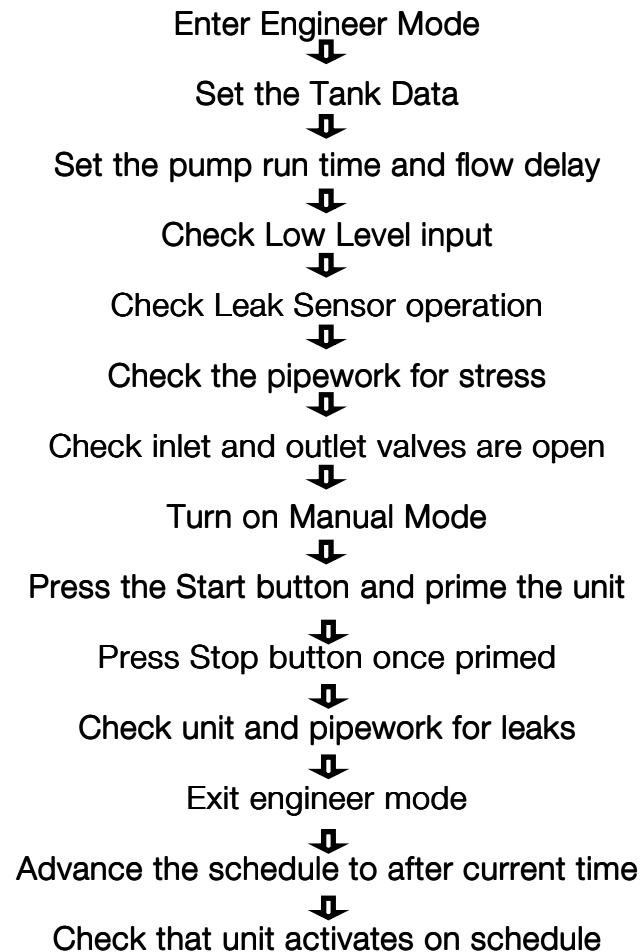 Enter Engineer Mode
Set the Tank Data
Set the pump run time and flow delay
Check Low Level input
Check Leak Sensor operation
Check the pipework for stress
Check inlet and outlet valves are open
Turn on Manual Mode
Press the Start button and prime the unit
Press Stop button once primed
Check unit and pipework for leaks
Exit engineer mode
Advance the schedule to after current time
Check that unit activates on schedule